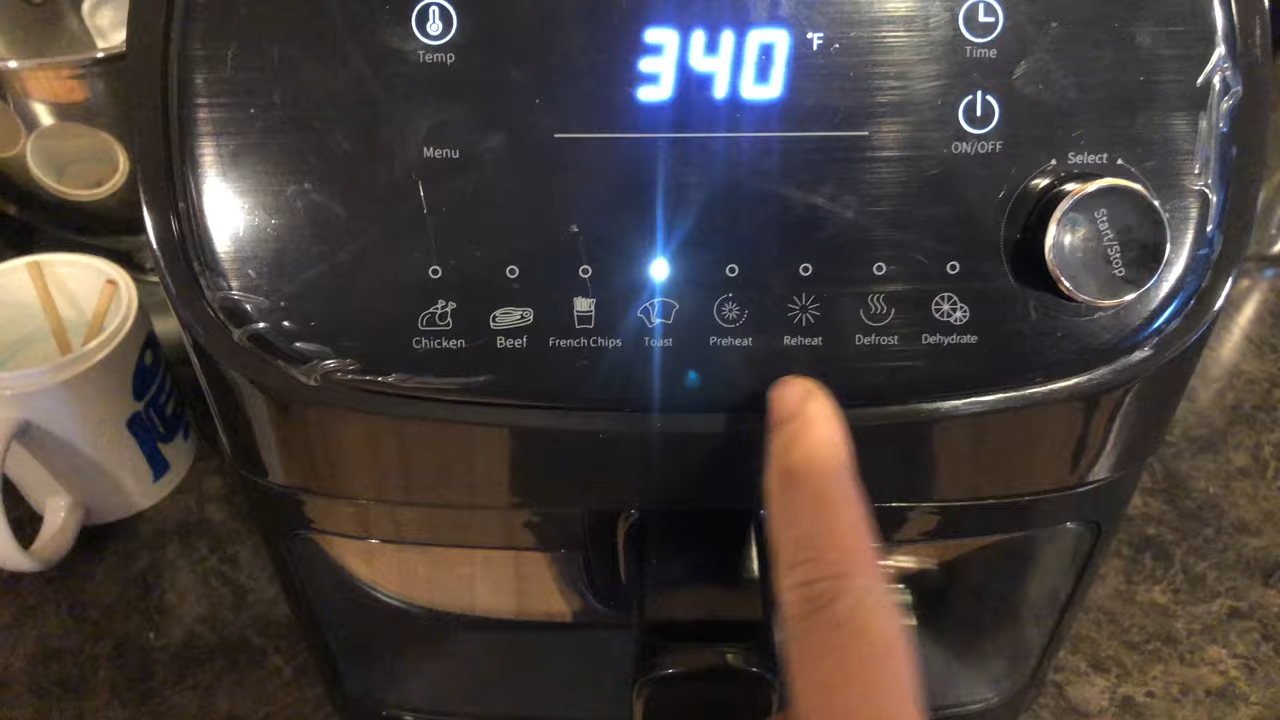 340 °F
Temp
Time
ON/OFF
Menu
Select
Start/Stop
Chicken
Beef
French Chips
Toast
Preheat
Reheat
Defrost
Dehydrate